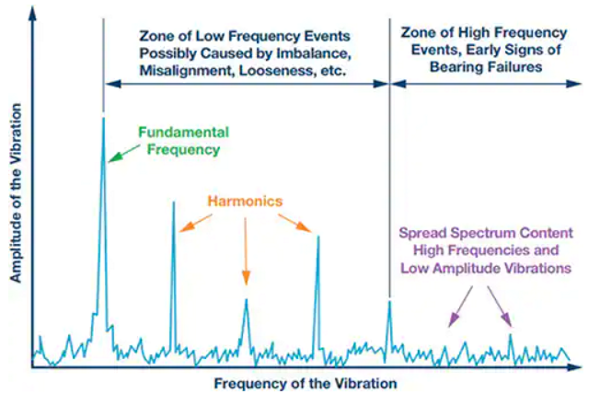 Zone of Low Frequency Events
Possibly Caused by Imbalance,
Misalignment, Looseness, etc.
Zone of High Frequency
Events, Early Signs of
Bearing Failures
Fundamental
Frequency
Harmonics
Spread Spectrum Content
High Frequencies and
Low Amplitude Vibrations
Amplitude of the Vibration
Frequency of the Vibration